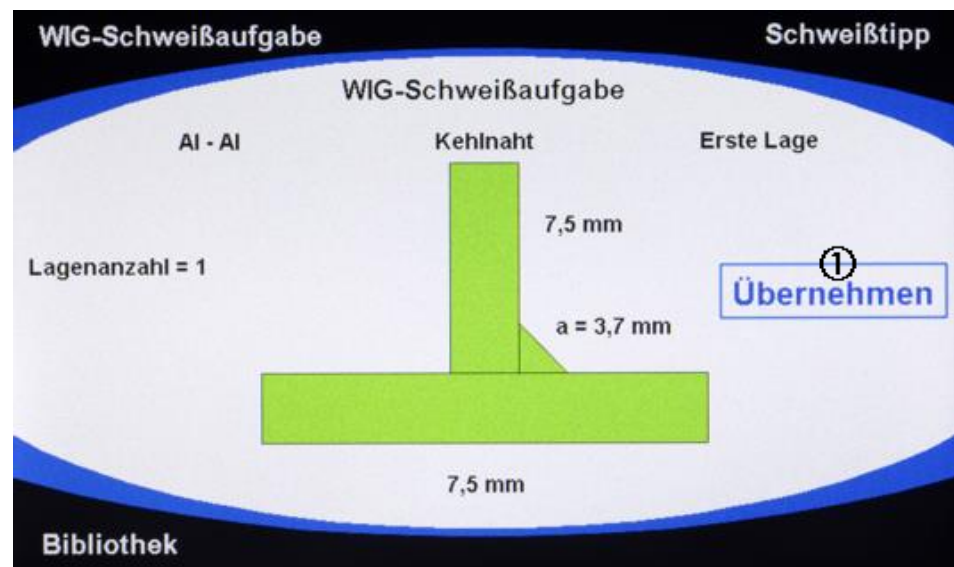 WIG-Schweißaufgabe
Schweißtipp
WIG-Schweißaufgabe
Al - Al
Kehlnaht
Erste Lage
7,5 mm
Lagenanzahl = 1
①
Übernehmen
a = 3,7 mm
7,5 mm
Bibliothek